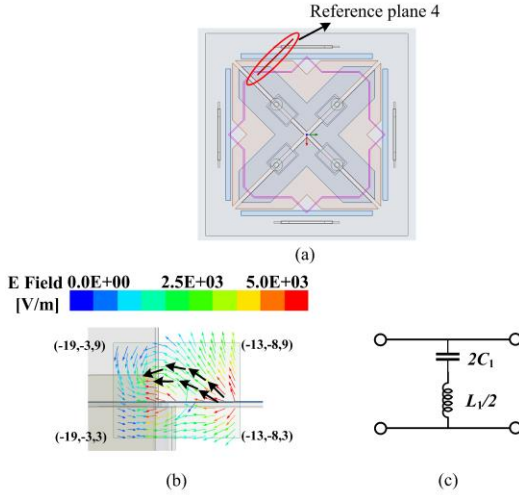 Reference plane 4
(a)
E Field 0.0E+00 2.5E+03 5.0E+03
[V/m]
(-19,-3,9) (-13,-8,9)
(-19,-3,3) (-13,-8,3)
2C₁
L₁/2
(b) (c)